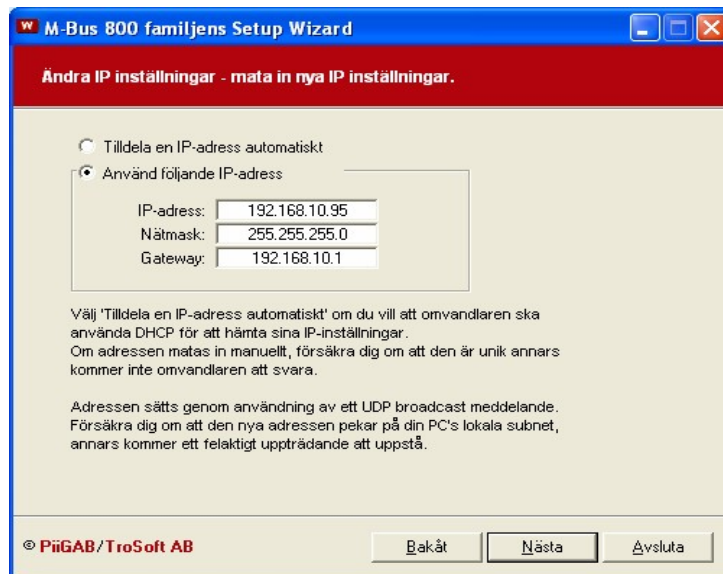 M-Bus 800 familjens Setup Wizard
Ändra IP inställningar - mata in nya IP inställningar.
Tilldela en IP-adress automatiskt
Använd följande IP-adress
IP-adress: 192.168.10.95
Nätmask: 255.255.255.0
Gateway: 192.168.10.1
Välj 'Tilldela en IP-adress automatiskt' om du vill att omvandlaren ska
använda DHCP för att hämta sina IP-inställningar.
Om adressen matas in manuellt, försäkra dig om att den är unik annars
kommer inte omvandlaren att svara.
Adressen sätts genom användning av ett UDP broadcast meddelande.
Försäkra dig om att den nya adressen pekar på din PC's lokala subnet,
annars kommer ett felaktigt uppträdande att uppstå.
© PiiGAB/TroSoft AB Bakåt Nästa Avsluta